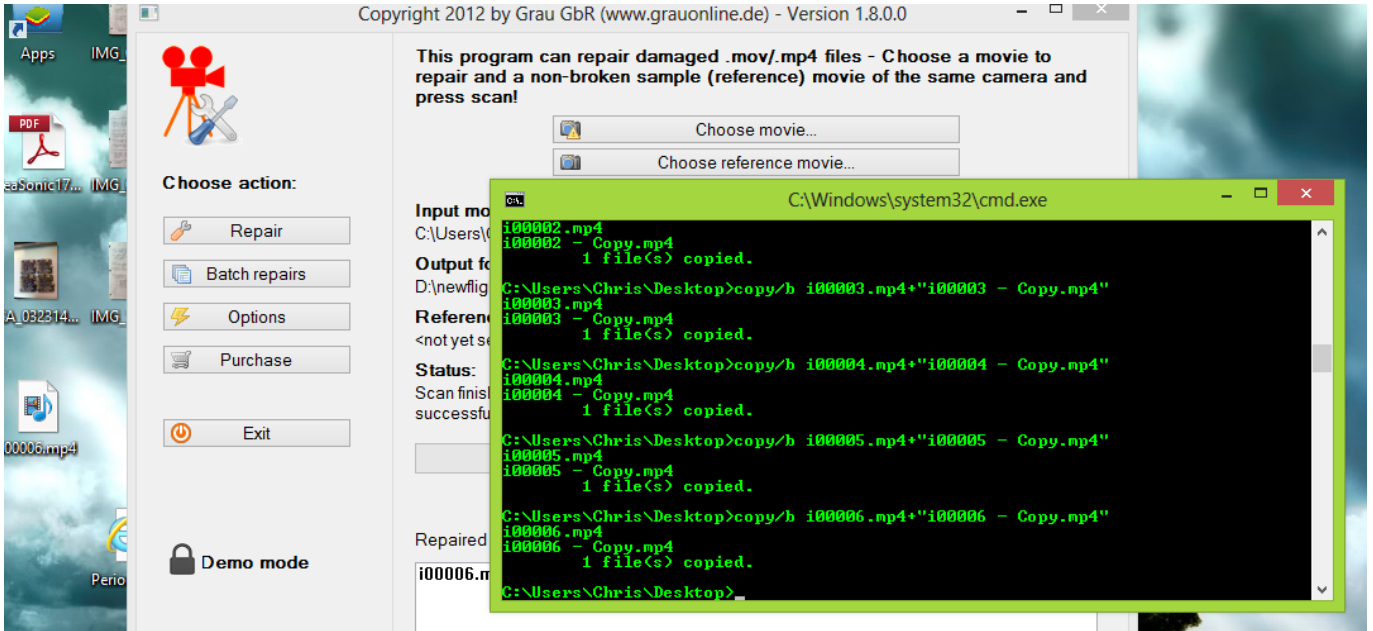 Copyright 2012 by Grau GbR (www.grauonline.de) - Version 1.8.0.0
Apps
IMG_
This program can repair damaged .mov/.mp4 files - Choose a movie to
repair and a non-broken sample (reference) movie of the same camera and
press scan!
Choose movie...
Choose reference movie...
PDF
eaSonic17...
IMG_
Choose action:
Repair
Batch repairs
Options
Purchase
Exit
Demo mode
A_032314...
IMG_
00006.mp4
Perio
Input mo
C:\Users\
Output fo
D:\newflig
Referen
<not yet se
Status:
Scan finis
successfu
Repaired
i00006.m
C:\Windows\system32\cmd.exe
i00002.mp4
i00002 - Copy.mp4
1 file(s) copied.
C:\Users\Chris\Desktop>copy/b i00003.mp4+"i00003 - Copy.mp4"
i00003.mp4
i00003 - Copy.mp4
1 file(s) copied.
C:\Users\Chris\Desktop>copy/b i00004.mp4+"i00004 - Copy.mp4"
i00004.mp4
i00004 - Copy.mp4
1 file(s) copied.
C:\Users\Chris\Desktop>copy/b i00005.mp4+"i00005 - Copy.mp4"
i00005.mp4
i00005 - Copy.mp4
1 file(s) copied.
C:\Users\Chris\Desktop>copy/b i00006.mp4+"i00006 - Copy.mp4"
i00006.mp4
i00006 - Copy.mp4
1 file(s) copied.
C:\Users\Chris\Desktop>_